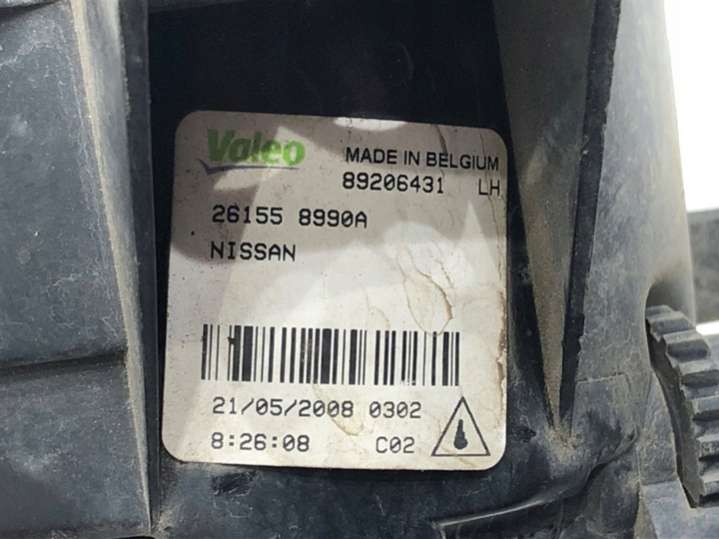 Valeo
MADE IN BELGIUM
89206431 LH
26155 8990A
NISSAN
21/05/2008 0302
8:26:08 C02